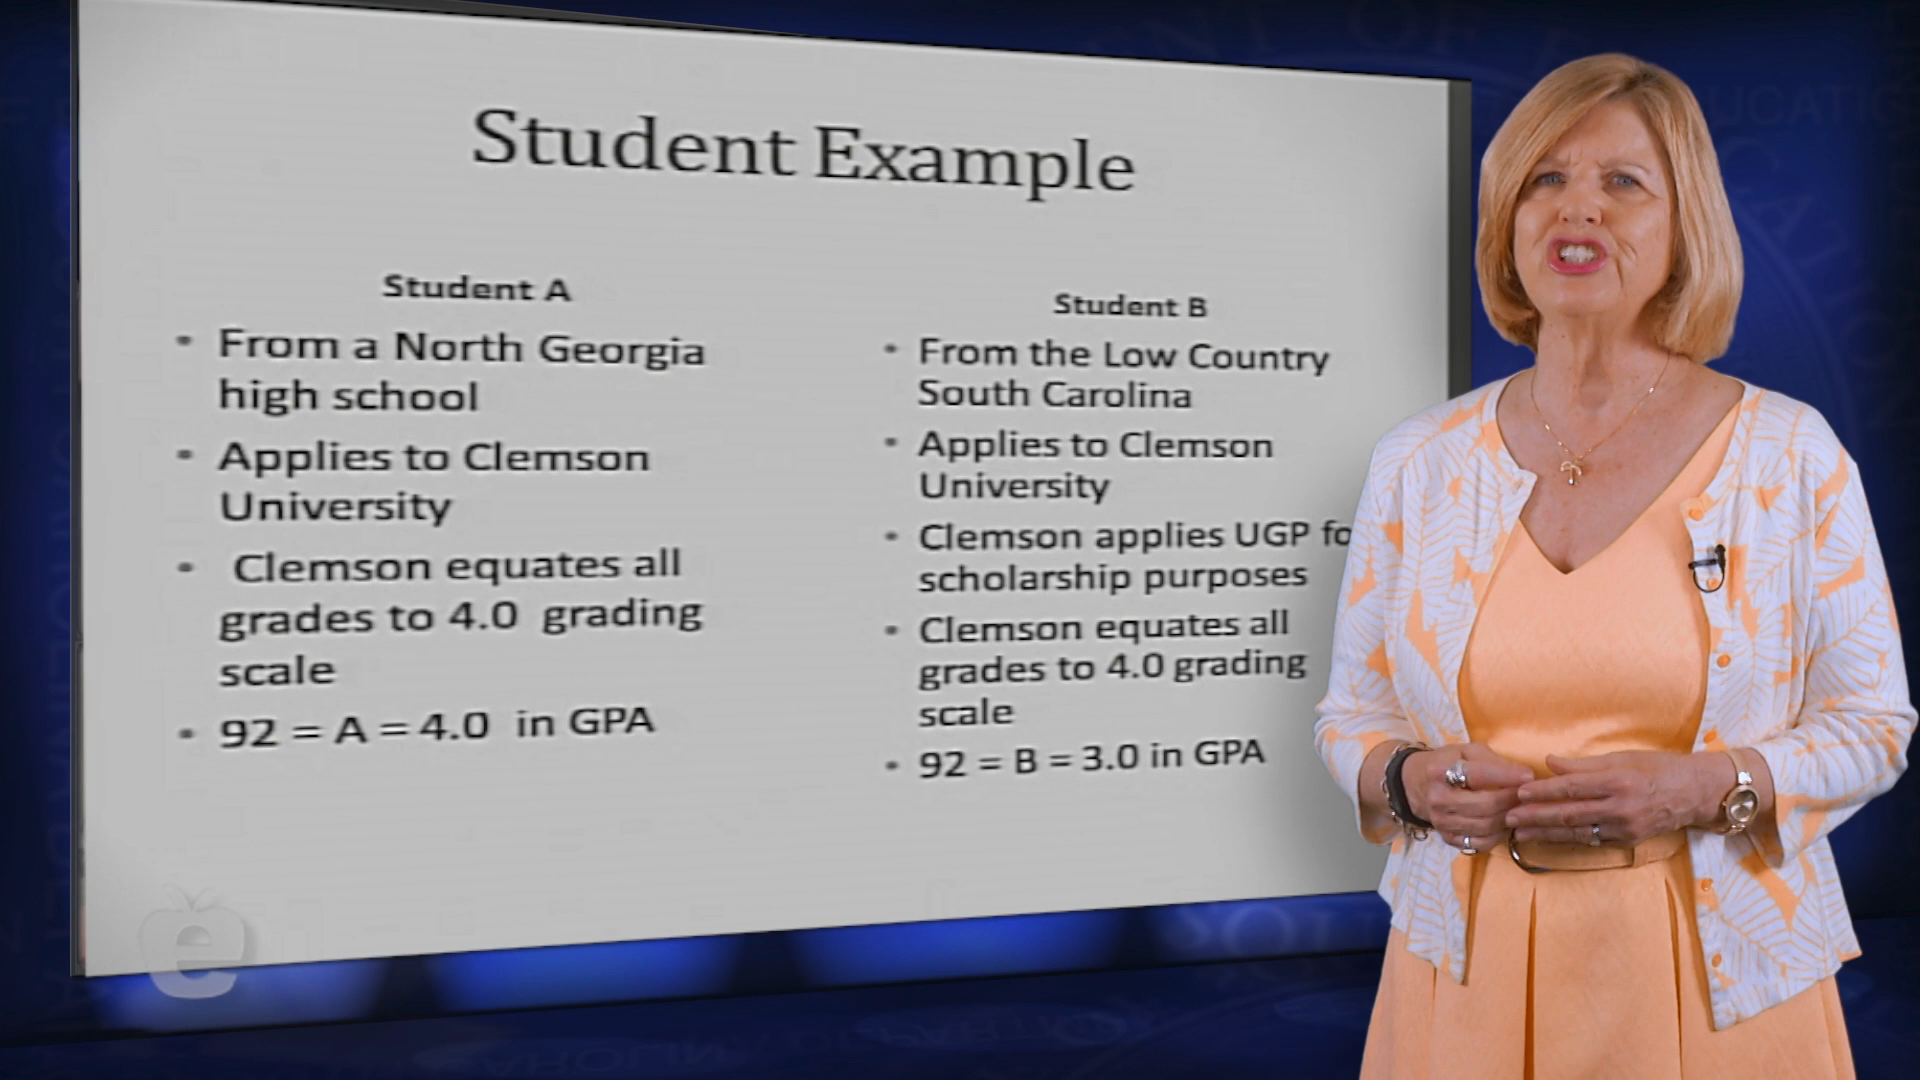 Student Example
Student A
• From a North Georgia
high school
• Applies to Clemson
University
• Clemson equates all
grades to 4.0 grading
scale
• 92 = A = 4.0 in GPA
Student B
• From the Low Country
South Carolina
• Applies to Clemson
University
• Clemson applies UGP fo
scholarship purposes
• Clemson equates all
grades to 4.0 grading
scale
• 92 = B = 3.0 in GPA
e